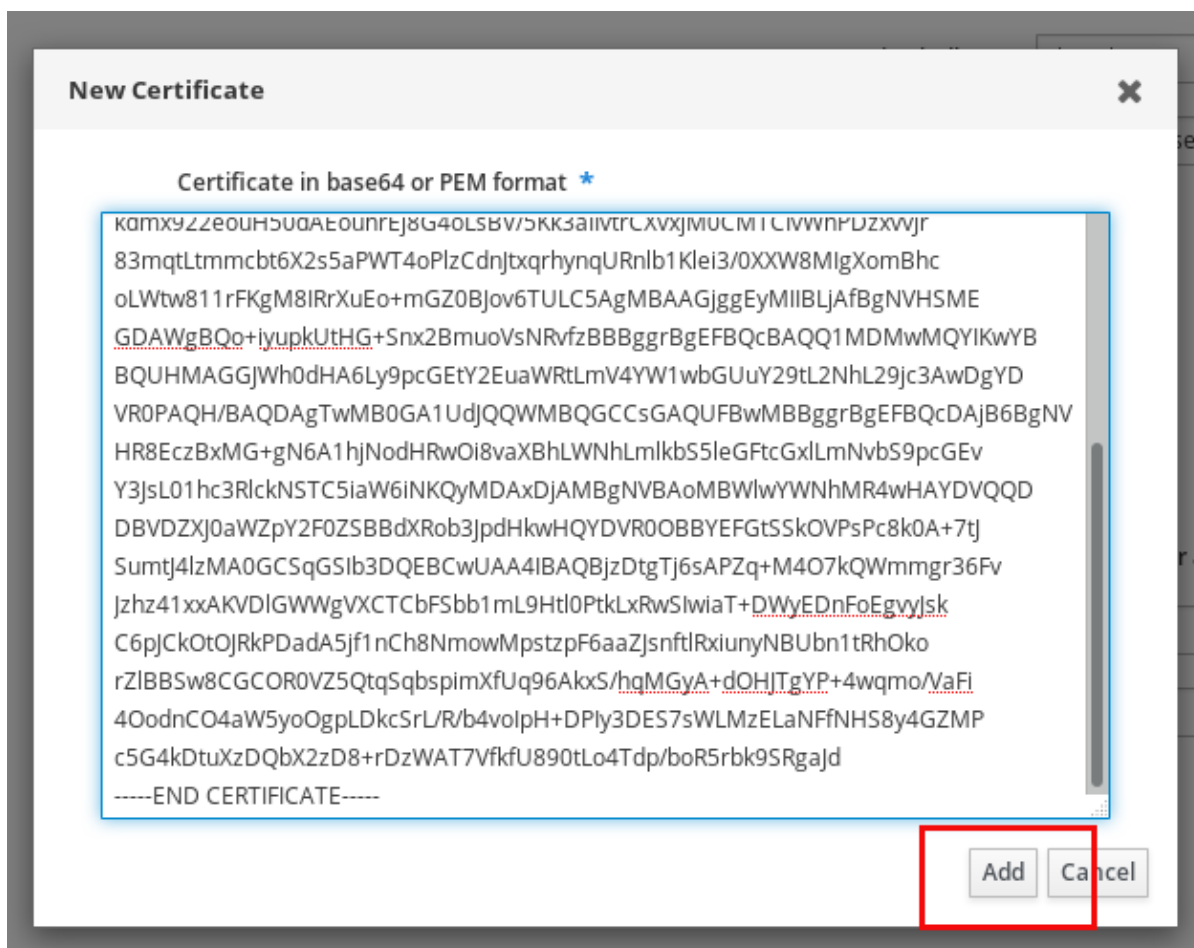 New Certificate
Certificate in base64 or PEM format *
83mqtLtmmcbt6X2s5aPWT4oPlzCdnJtxqrhynqURnlb1Klei3/0XXW8MIgXomBhc
oLWtw811rFKgM8IRrXuEo+mGZ0BJov6TULC5AgMBAAGjggEyMIIBLjAfBgNVHSME
GDAWgBQo+iyupkUtHG+Snx2BmuoVsNRvfzBBBggrBgEFBQcBAQQ1MDMwMQYIKwYB
BQUHMAGGJWh0dHA6Ly9pcGEtY2EuaWRtLmV4YW1wbGUuY29tL2NhL29jc3AwDgYD
VR0PAQH/BAQDAgTwMB0GA1UdJQQWMBQGCCsGAQUFBwMBBggrBgEFBQcDAjB6BgNV
HR8EczBxMG+gN6A1hjNodHRwOi8vaXBhLWNhLmlkbS5leGFtcGxlLmNvbS9pcGEv
Y3JsL01hc3RlckNSTC5iaW6iNKQyMDAxDjAMBgNVBAoMBWlwYWNhMR4wHAYDVQQD
DBVDZXJ0aWZpY2F0ZSBBdXRob3JpdHkwHQYDVR0OBBYEFGtSSkOVPsPc8k0A+7tJ
SumtJ4lzMA0GCSqGSIb3DQEBCwUAA4IBAQBjzDtgTj6sAPZq+M4O7kQWmmgr36Fv
Jzhz41xxAKVDlGWWgVXCTCbFSbb1mL9Htl0PtkLxRwSIwiaT+DWyEDnFoEgvyJsk
C6pJCkOtOJRkPDadA5jf1nCh8NmowMpstzpF6aaZJsnftlRxiunyNBUbn1tRhOko
rZlBBSw8CGCOR0VZ5QtqSqbspimXfUq96AkxS/hqMGyA+dOHJTgYP+4wqmo/VaFi
4OodnCO4aW5yoOgpLDkcSrL/R/b4voIpH+DPIy3DES7sWLMzELaNFfNHS8y4GZMP
c5G4kDtuXzDQbX2zD8+rDzWAT7VfkfU890tLo4Tdp/boR5rbk9SRgaJd
-----END CERTIFICATE-----
Add Cancel